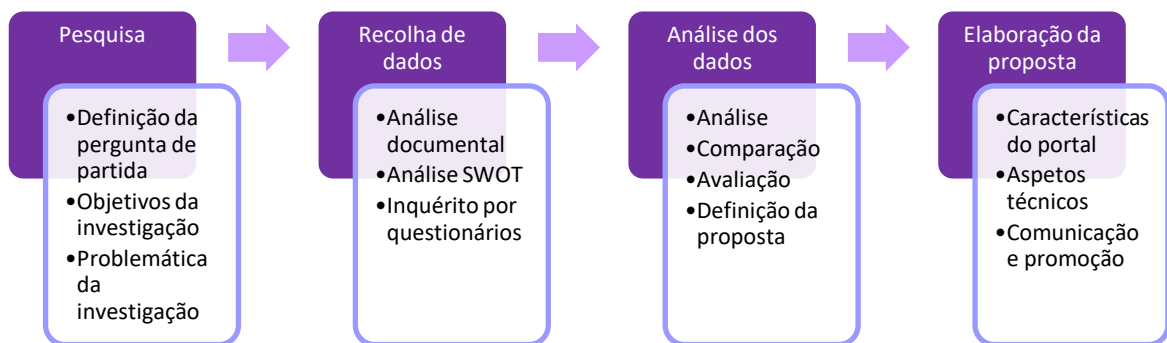 Pesquisa
•Definição da
pergunta de
partida
•Objetivos da
investigação
•Problemática
da
investigação
Recolha de
dados
•Análise
documental
•Análise SWOT
•Inquérito por
questionários
Análise dos
dados
•Análise
•Comparação
•Avaliação
•Definição da
proposta
Elaboração da
proposta
•Características
do portal
•Aspetos
técnicos
•Comunicação
e promoção